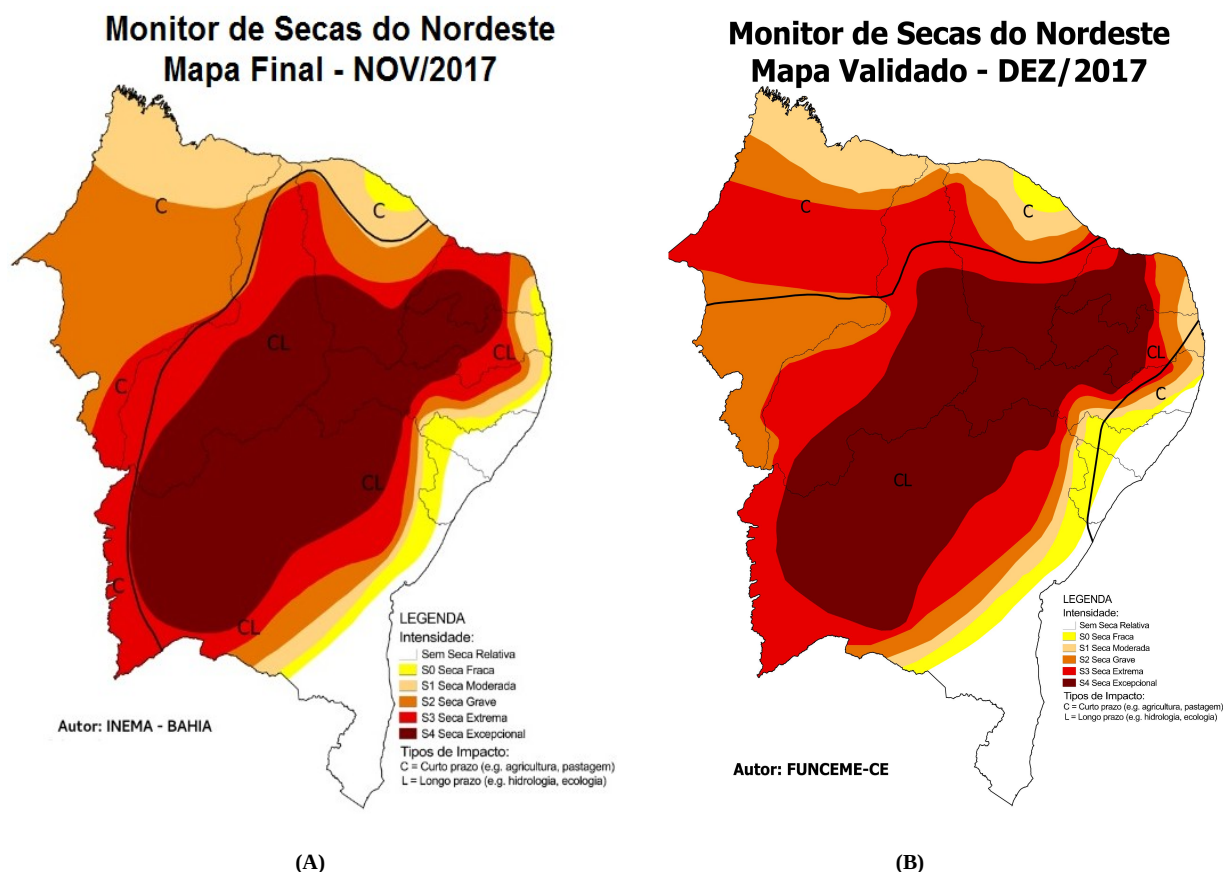 Monitor de Secas do Nordeste
Mapa Final - NOV/2017
C
C
CL
CL
C
CL
C
CL
LEGENDA
Intensidade:
Sem Seca Relativa
S0 Seca Fraca
S1 Seca Moderada
S2 Seca Grave
S3 Seca Extrema
S4 Seca Excepcional
Tipos de Impacto:
C = Curto prazo (e.g. agricultura, pastagem)
L = Longo prazo (e.g. hidrologia, ecologia)
Autor: INEMA - BAHIA
(A)
Monitor de Secas do Nordeste
Mapa Validado - DEZ/2017
C
C
CL
C
CL
LEGENDA
Intensidade:
Sem Seca Relativa
S0 Seca Fraca
S1 Seca Moderada
S2 Seca Grave
S3 Seca Extrema
S4 Seca Excepcional
Tipos de Impacto:
C = Curto prazo (e.g. agricultura, pastagem)
L = Longo prazo (e.g. hidrologia, ecologia)
Autor: FUNCEME-CE
(B)